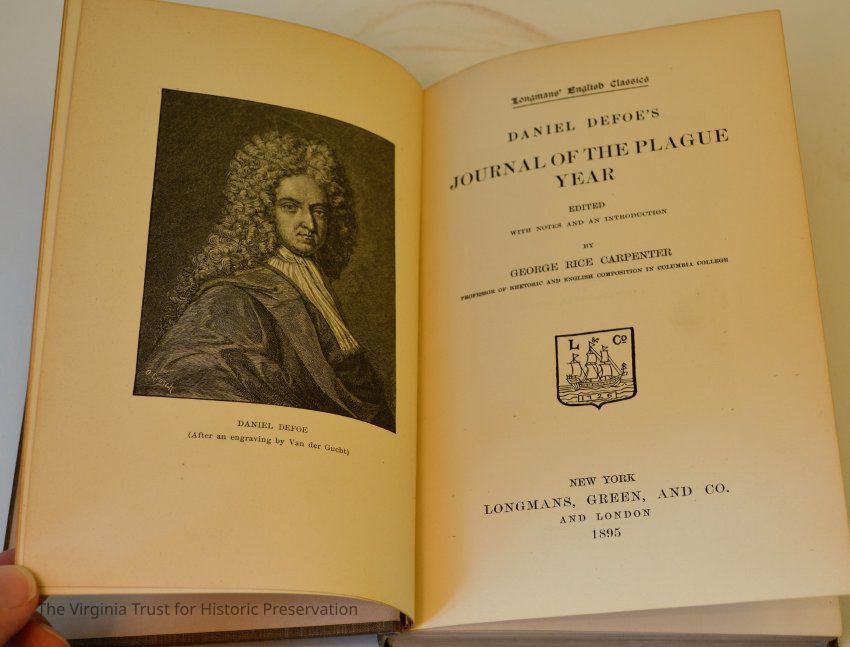 DANIEL DEFOE
(After an engraving by Van der Gucht)
Longmans' English Classics
DANIEL DEFOE'S
JOURNAL OF THE PLAGUE
YEAR
EDITED
WITH NOTES AND AN INTRODUCTION
BY
GEORGE RICE CARPENTER
PROFESSOR OF RHETORIC AND ENGLISH COMPOSITION IN COLUMBIA COLLEGE
L Co
1725
NEW YORK
LONGMANS, GREEN, AND CO.
AND LONDON
1895
The Virginia Trust for Historic Preservation